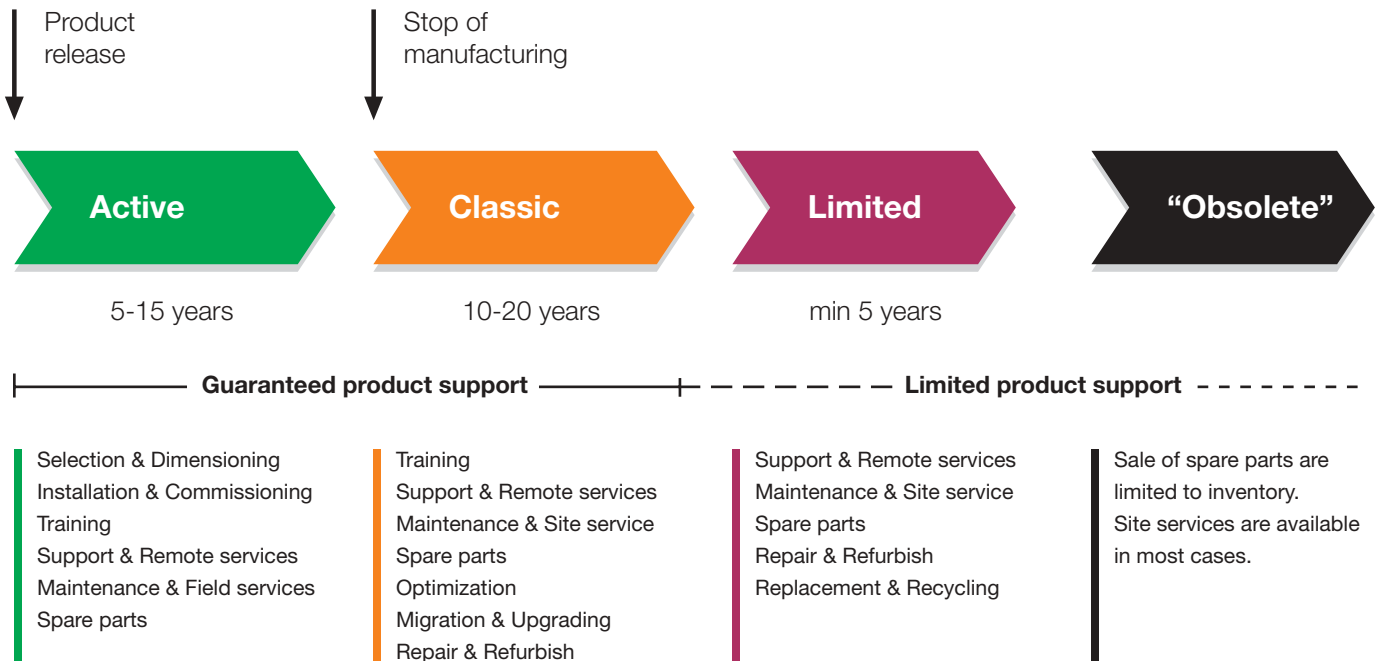 Product
release
Stop of
manufacturing
Active
Classic
Limited
“Obsolete”
5-15 years
10-20 years
min 5 years
Guaranteed product support
Limited product support
Selection & Dimensioning
Installation & Commissioning
Training
Support & Remote services
Maintenance & Field services
Spare parts
Training
Support & Remote services
Maintenance & Site service
Spare parts
Optimization
Migration & Upgrading
Repair & Refurbish
Support & Remote services
Maintenance & Site service
Spare parts
Repair & Refurbish
Replacement & Recycling
Sale of spare parts are
limited to inventory.
Site services are available
in most cases.